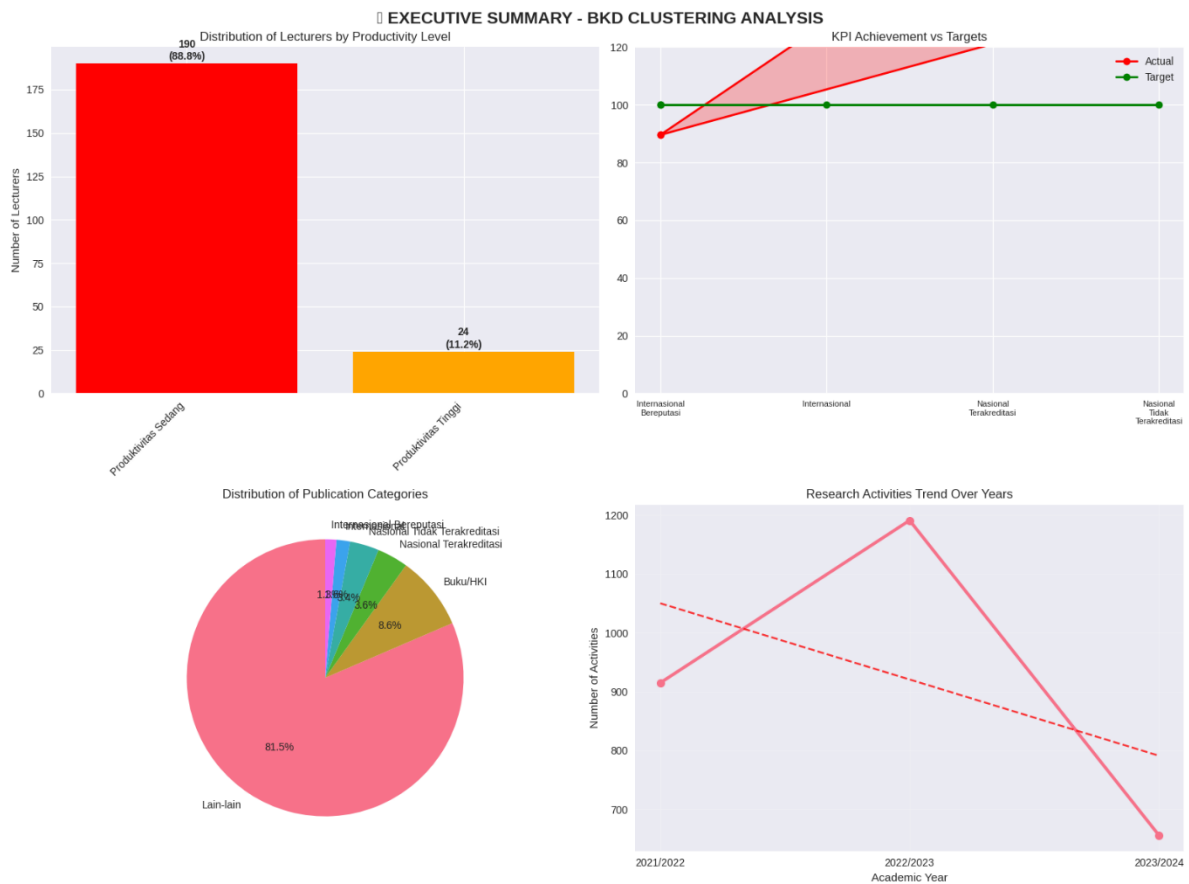 EXECUTIVE SUMMARY - BKD CLUSTERING ANALYSIS
Distribution of Lecturers by Productivity Level
190
(88.8%)
24
(11.2%)
175
150
125
100
75
50
25
0
Number of Lecturers
Produktivitas Sedang
Produktivitas Tinggi
KPI Achievement vs Targets
Actual
Target
120
100
80
60
40
20
0
Internasional
Bereputasi
Internasional
Nasional
Terakreditasi
Nasional
Tidak
Terakreditasi
Distribution of Publication Categories
Internasional Bereputasi
Internasional
Nasional Tidak Terakreditasi
Nasional Terakreditasi
Buku/HKI
3.6%
8.6%
81.5%
Lain-lain
Research Activities Trend Over Years
1200
1100
1000
900
800
700
Number of Activities
2021/2022
2022/2023
2023/2024
Academic Year